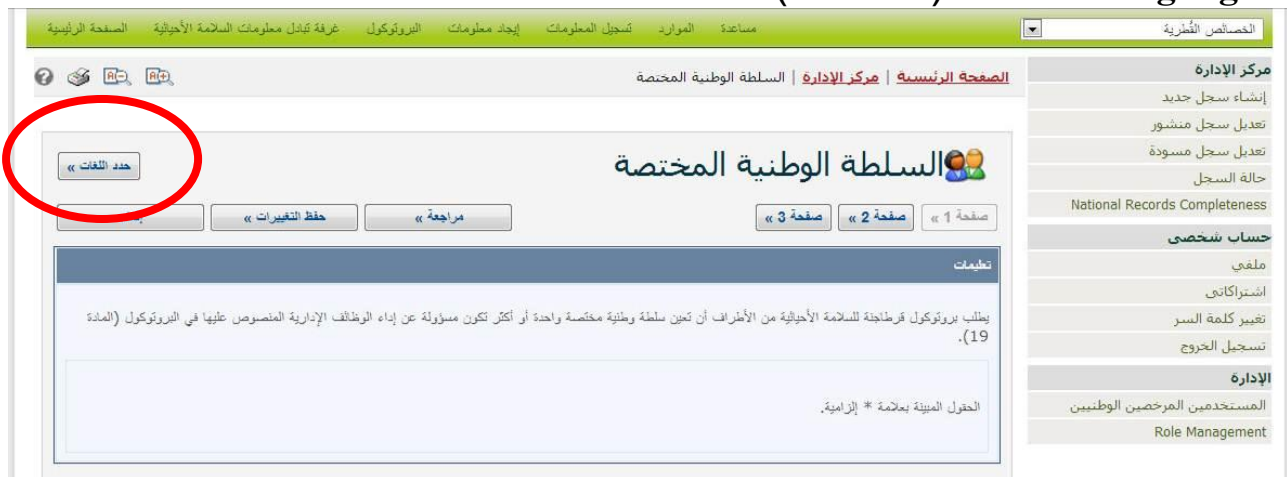 الصفحة الرئيسية غرفة تبادل معلومات السلامة الأحيائية البروتوكول إيجاد معلومات تسجيل المعلومات الموارد مساعدة
الخصائص القُطرية
الصفحة الرئيسية | مركز الإدارة | السلطة الوطنية المختصة
مركز الإدارة
إنشاء سجل جديد
تعديل سجل منشور
تعديل سجل مسودة
حالة السجل
National Records Completeness
حساب شخصى
ملفي
اشتراكاتى
تغيير كلمة السر
تسجيل الخروج
الإدارة
المستخدمين المرخصين الوطنيين
Role Management
السلطة الوطنية المختصة
حدد اللغات »
صفحة 1 » صفحة 2 » صفحة 3 » مراجعة » حفظ التغييرات »
تعليمات
يطلب بروتوكول قرطاجنة للسلامة الأحيائية من الأطراف أن تعين سلطة وطنية مختصة واحدة أو أكثر تكون مسؤولة عن إداء الوظائف الإدارية المنصوص عليها في البروتوكول (المادة
19).
الحقول المبينة بعلامة * إلزامية.